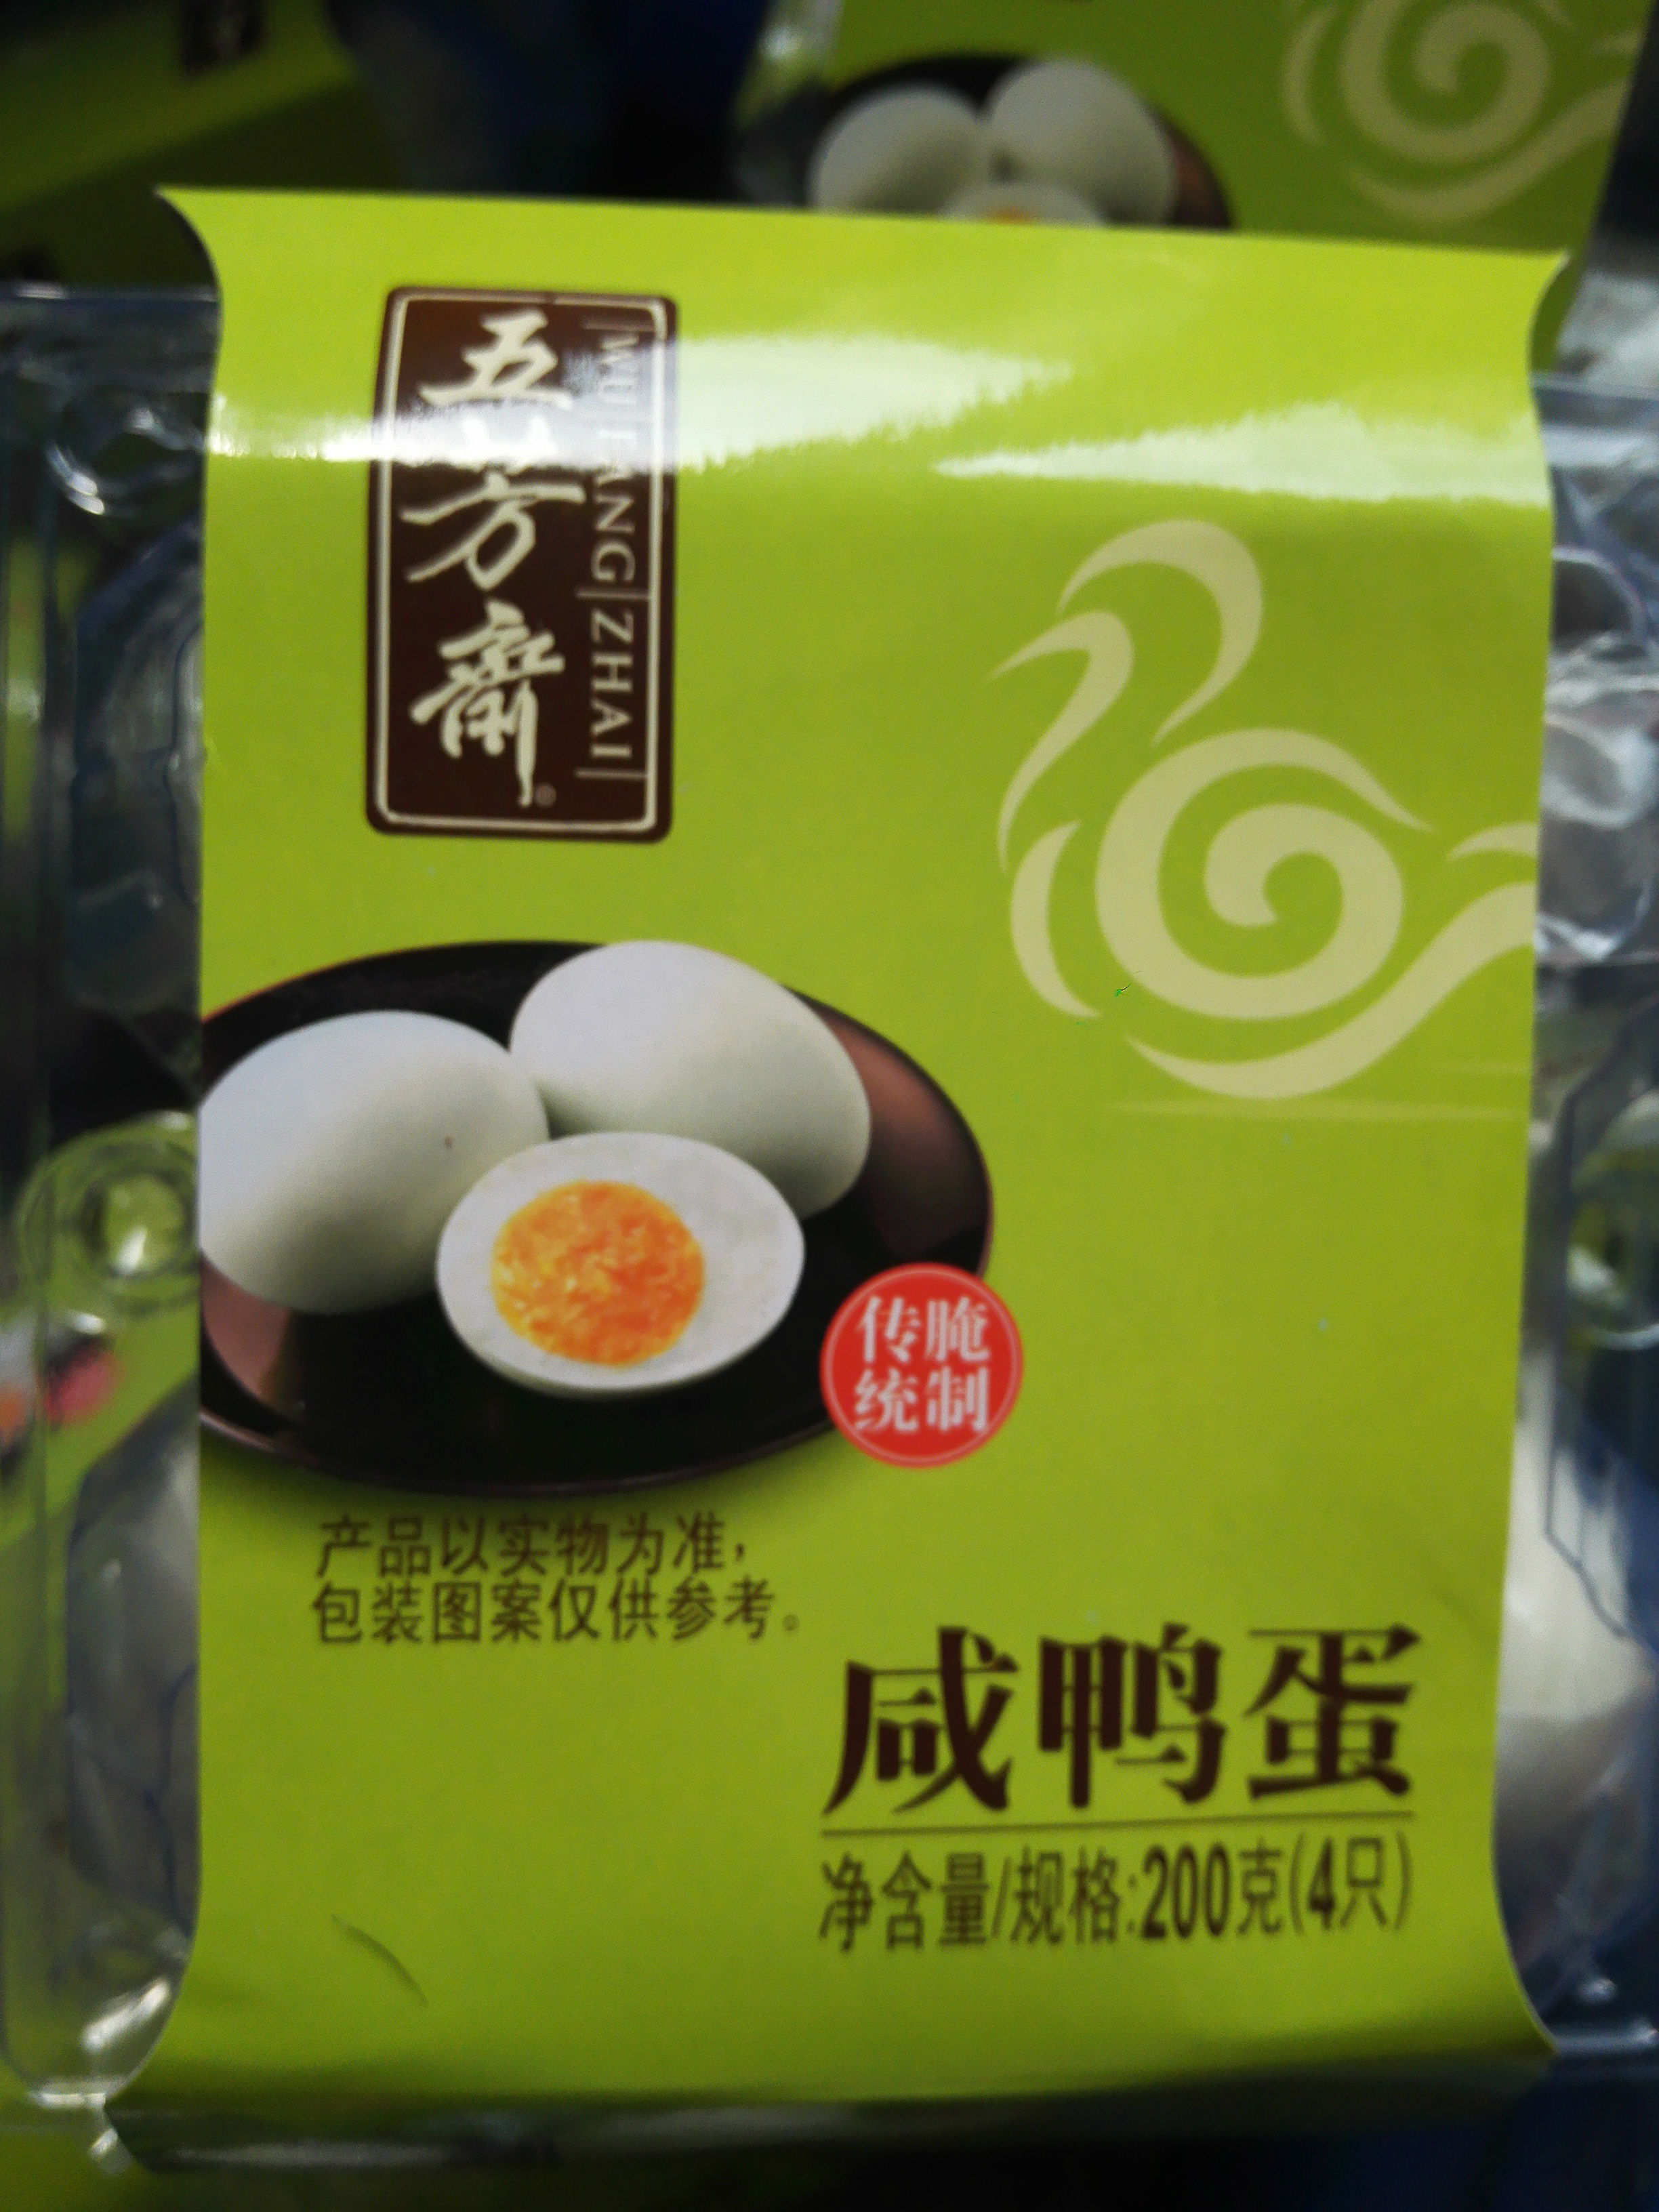 五芳斋
WU FANG ZHAI
传统
腌制
产品以实物为准，
包装图案仅供参考。
咸鸭蛋
净含量/规格:200克(4只)